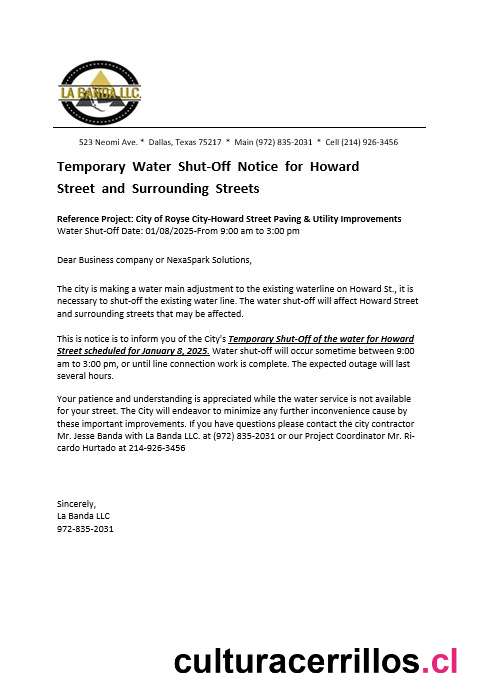 LA BANDA LLC.
523 Neomi Ave. * Dallas, Texas 75217 * Main (972) 835-2031 * Cell (214) 926-3456
Temporary Water Shut-Off Notice for Howard
Street and Surrounding Streets
Reference Project: City of Royse City-Howard Street Paving & Utility Improvements
Water Shut-Off Date: 01/08/2025-From 9:00 am to 3:00 pm
Dear Business company or NexaSpark Solutions,
The city is making a water main adjustment to the existing waterline on Howard St., it is
necessary to shut-off the existing water line. The water shut-off will affect Howard Street
and surrounding streets that may be affected.
This is notice is to inform you of the City's Temporary Shut-Off of the water for Howard
Street scheduled for January 8, 2025. Water shut-off will occur sometime between 9:00
am to 3:00 pm, or until line connection work is complete. The expected outage will last
several hours.
Your patience and understanding is appreciated while the water service is not available
for your street. The City will endeavor to minimize any further inconvenience cause by
these important improvements. If you have questions please contact the city contractor
Mr. Jesse Banda with La Banda LLC. at (972) 835-2031 or our Project Coordinator Mr. Ri-
cardo Hurtado at 214-926-3456
Sincerely,
La Banda LLC
972-835-2031
culturacerrillos.cl